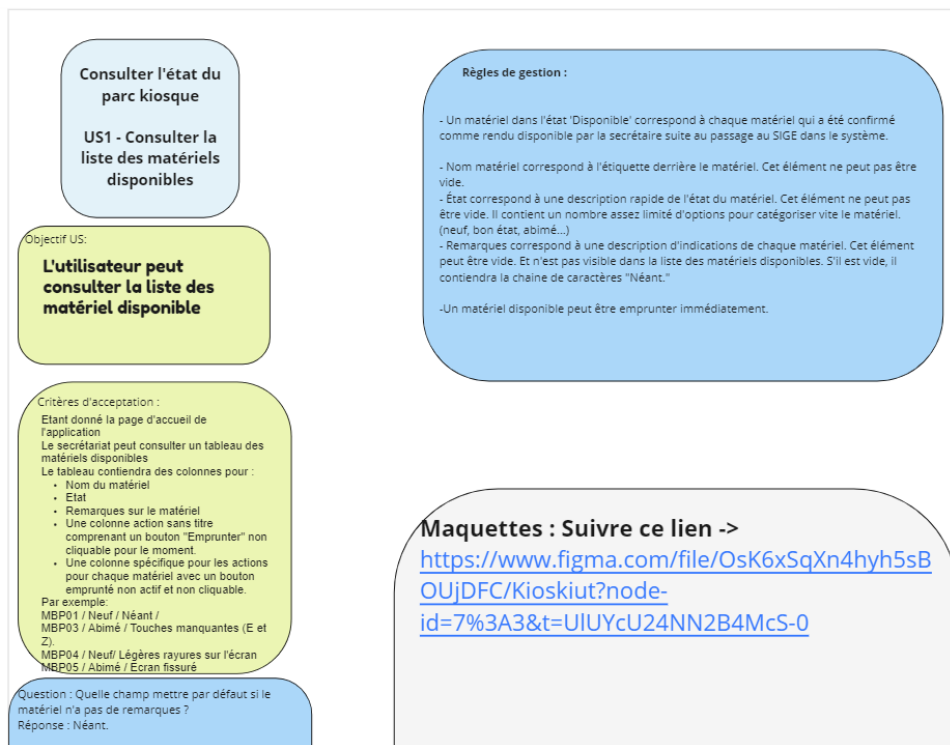 Consulter l'état du
parc kiosque
US1 - Consulter la
liste des matériels
disponibles
Objectif US:
L'utilisateur peut
consulter la liste des
matériel disponible
Critères d'acceptation :
Etant donné la page d'accueil de
l'application
Le secrétariat peut consulter un tableau des
matériels disponibles
Le tableau contiendra des colonnes pour :
• Nom du matériel
• Etat
• Remarques sur le matériel
• Une colonne action sans titre
comprenant un bouton "Emprunter" non
cliquable pour le moment.
• Une colonne spécifique pour les actions
pour chaque matériel avec un bouton
emprunté non actif et non cliquable.
Par exemple:
MBP01 / Neuf / Néant /
MBP03 / Abimé / Touches manquantes (E et
Z).
MBP04 / Neuf/ Légères rayures sur l'écran
MBP05 / Abimé / Ecran fissuré
Question : Quelle champ mettre par défaut si le
matériel n'a pas de remarques ?
Réponse : Néant.
Règles de gestion :
- Un matériel dans l'état 'Disponible' correspond à chaque matériel qui a été confirmé
comme rendu disponible par la secrétaire suite au passage au SIGE dans le système.
- Nom matériel correspond à l'étiquette derrière le matériel. Cet élément ne peut pas être
vide.
- État correspond à une description rapide de l'état du matériel. Cet élément ne peut pas
être vide. Il contient un nombre assez limité d'options pour catégoriser vite le matériel.
(neuf, bon état, abimé...)
- Remarques correspond à une description d'indications de chaque matériel. Cet élément
peut être vide. Et n'est pas visible dans la liste des matériels disponibles. S'il est vide, il
contiendra la chaine de caractères "Néant."
-Un matériel disponible peut être emprunter immédiatement.
Maquettes : Suivre ce lien ->
https://www.figma.com/file/OsK6xSqXn4hyh5sB
OUjDFC/Kioskiut?node-
id=7%3A3&t=UlUYcU24NN2B4McS-0